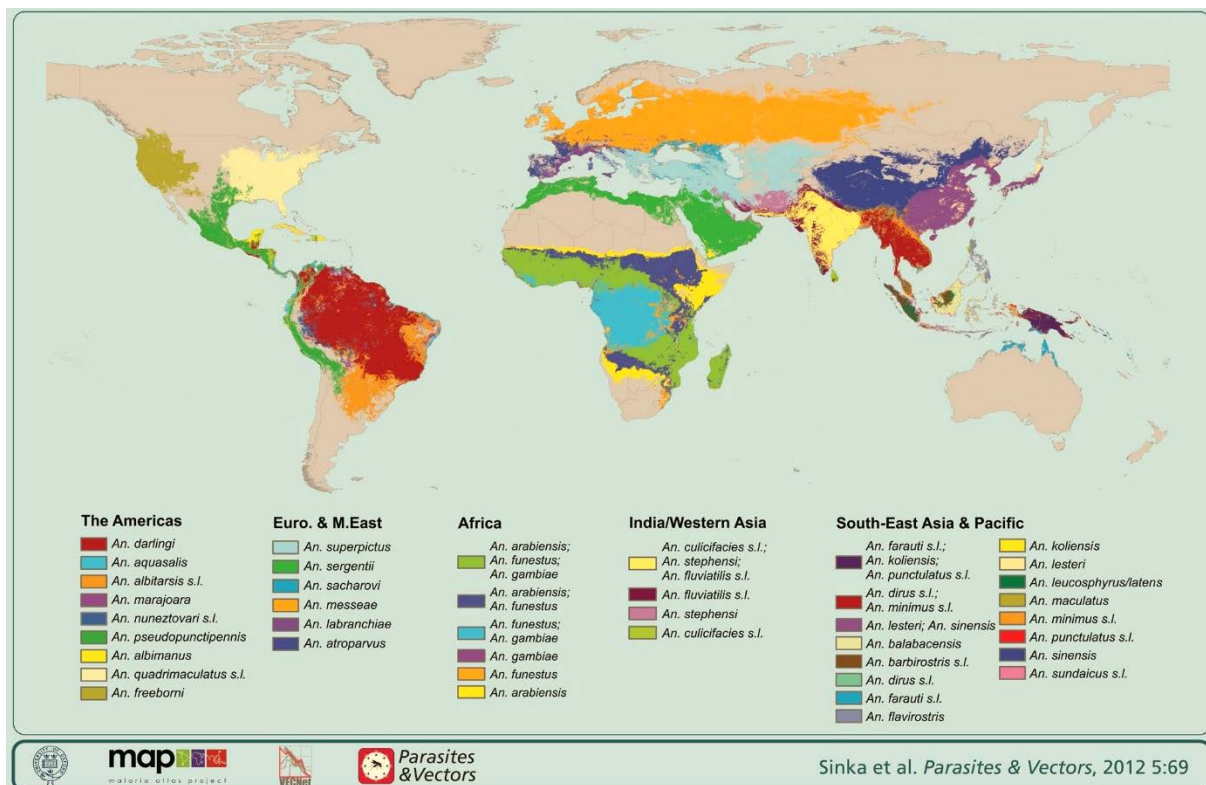 The Americas
An. darlingi
An. aquasalis
An. albitarsis s.l.
An. marajoara
An. nuneztovari s.l.
An. pseudopunctipennis
An. albimanus
An. quadrimaculatus s.l.
An. freeborni
Euro. & M.East
An. superpictus
An. sergentii
An. sacharovi
An. messeae
An. labranchiae
An. atroparvus
Africa
An. arabiensis;
An. funestus;
An. gambiae
An. arabiensis;
An. funestus
An. funestus;
An. gambiae
An. gambiae
An. funestus
An. arabiensis
India/Western Asia
An. culicifacies s.l.;
An. stephensi;
An. fluviatilis s.l.
An. fluviatilis s.l.
An. stephensi
An. culicifacies s.l.
South-East Asia & Pacific
An. farauti s.l.;
An. koliensis;
An. punctulatus s.l.
An. dirus s.l.;
An. minimus s.l.
An. lesteri; An. sinensis
An. balabacensis
An. barbirostris s.l.
An. dirus s.l.
An. farauti s.l.
An. flavirostris
An. koliensis
An. lesteri
An. leucosphyrus/latens
An. maculatus
An. minimus s.l.
An. punctulatus s.l.
An. sinensis
An. sundaicus s.l.
map
malaria atlas project
VECNet
Parasites
&Vectors
Sinka et al. Parasites & Vectors, 2012 5:69